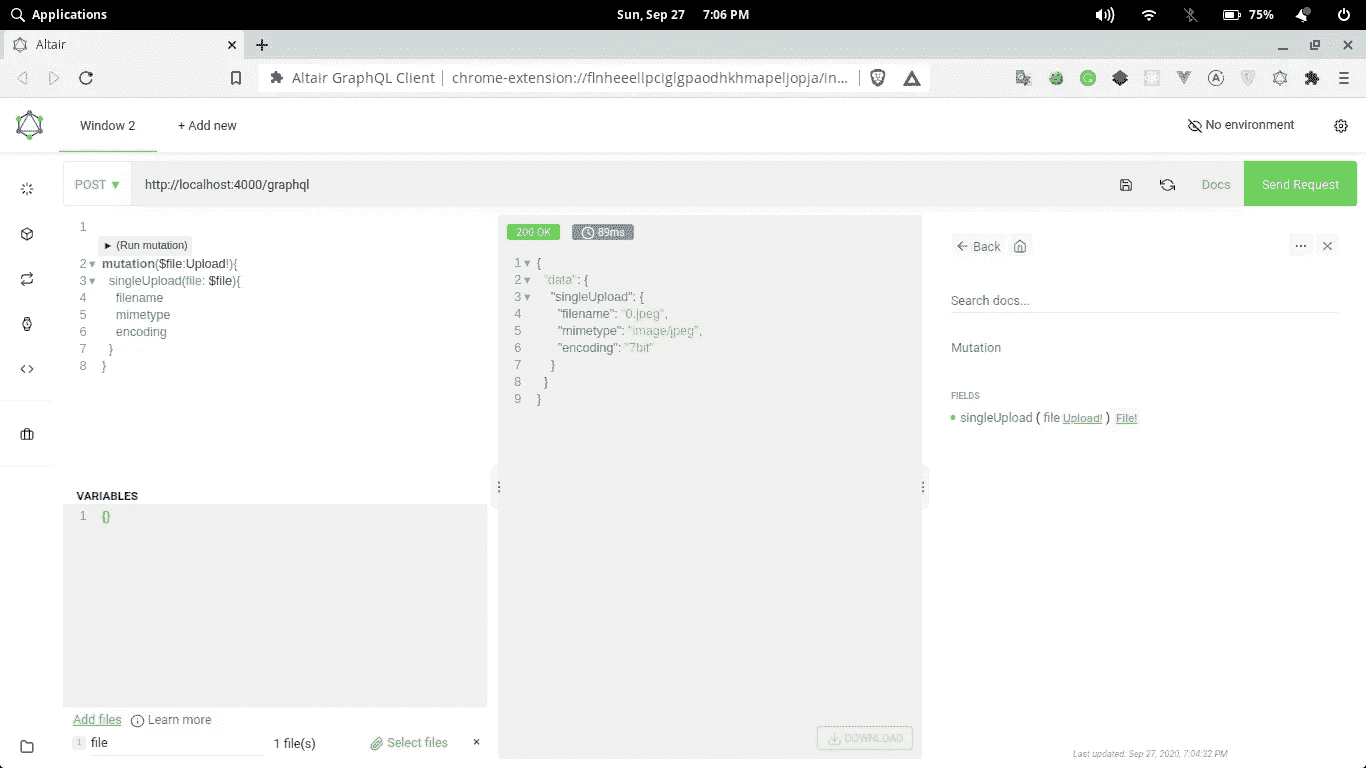 Applications
Sun, Sep 27 7:06 PM
75%
Altair
Altair GraphQL Client
chrome-extension://flnheeellpciglgpaodhkhmapeljopja/in...
Window 2
+ Add new
No environment
POST ▼
http://localhost:4000/graphql
Docs
Send Request
1
► (Run mutation)
2 mutation($file:Upload!){
3 singleUpload(file: $file){
4 filename
5 mimetype
6 encoding
7 }
8 }
VARIABLES
1 {}
Add files
Learn more
1 file
1 file(s)
Select files
×
200 OK
89ms
1 {
2 "data": {
3 "singleUpload": {
4 "filename": "0.jpeg",
5 "mimetype": "image/jpeg",
6 "encoding": "7bit"
7 }
8 }
9 }
DOWNLOAD
Back
Search docs...
Mutation
FIELDS
singleUpload ( file Upload! ) File!
Last updated: Sep 27, 2020, 7:04:32 PM